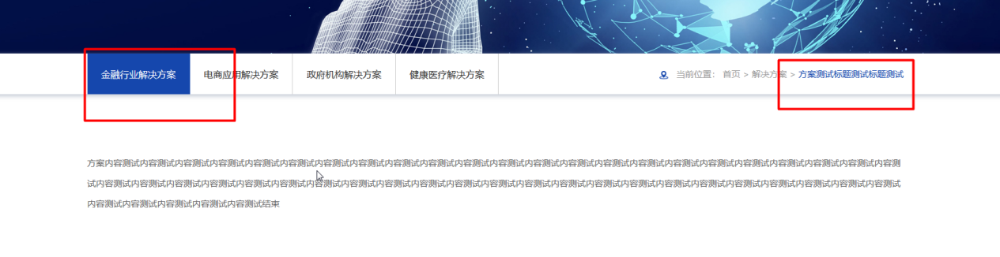 金融行业解决方案 电商应用解决方案 政府机构解决方案 健康医疗解决方案 当前位置： 首页 > 解决方案 > 方案测试标题测试标题测试
方案内容测试内容测试内容测试内容测试内容测试内容测试内容测试内容测试内容测试内容测试内容测试内容测试内容测试内容测试内容测试内容测试内容测试内容测试内容测试内容测试内容测试内容测试内容测
试内容测试内容测试内容测试内容测试内容测试内容测试内容测试内容测试内容测试内容测试内容测试内容测试内容测试内容测试内容测试内容测试内容测试内容测试内容测试内容测试内容测试内容测试内容测试
内容测试内容测试内容测试内容测试内容测试结束